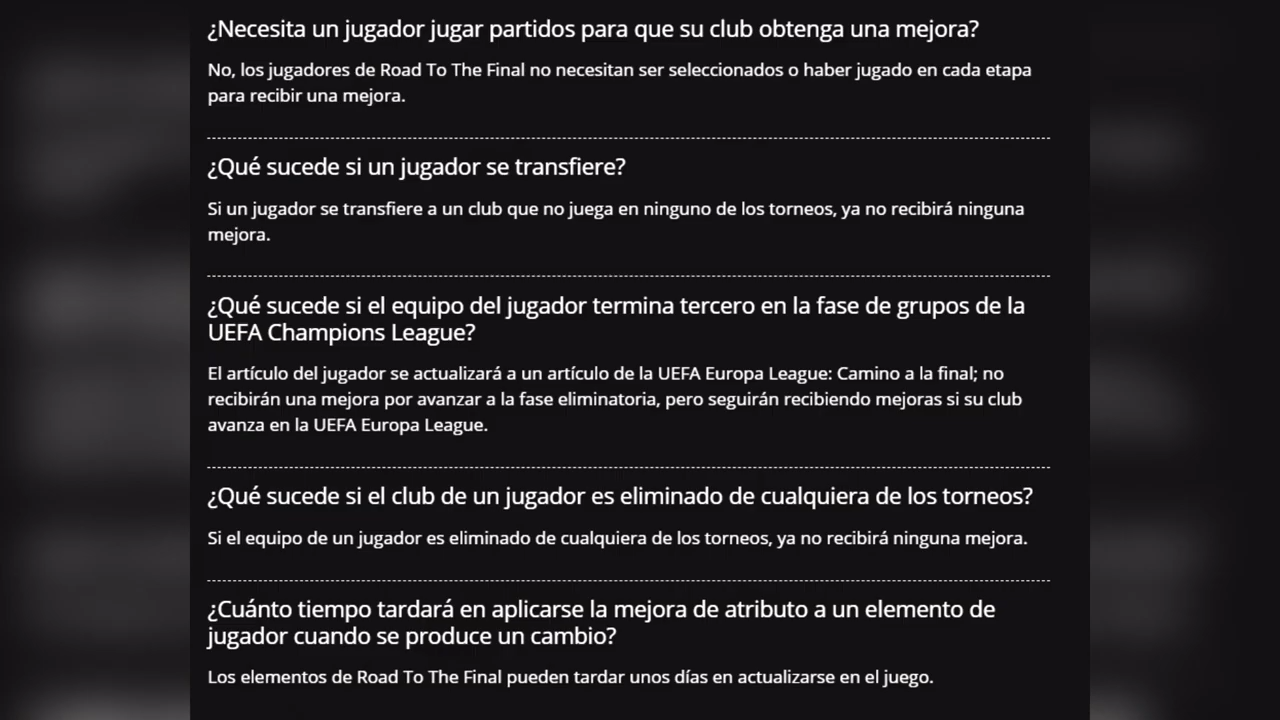 ¿Necesita un jugador jugar partidos para que su club obtenga una mejora?
No, los jugadores de Road To The Final no necesitan ser seleccionados o haber jugado en cada etapa
para recibir una mejora.
¿Qué sucede si un jugador se transfiere?
Si un jugador se transfiere a un club que no juega en ninguno de los torneos, ya no recibirá ninguna
mejora.
¿Qué sucede si el equipo del jugador termina tercero en la fase de grupos de la
UEFA Champions League?
El artículo del jugador se actualizará a un artículo de la UEFA Europa League: Camino a la final; no
recibirán una mejora por avanzar a la fase eliminatoria, pero seguirán recibiendo mejoras si su club
avanza en la UEFA Europa League.
¿Qué sucede si el club de un jugador es eliminado de cualquiera de los torneos?
Si el equipo de un jugador es eliminado de cualquiera de los torneos, ya no recibirá ninguna mejora.
¿Cuánto tiempo tardará en aplicarse la mejora de atributo a un elemento de
jugador cuando se produce un cambio?
Los elementos de Road To The Final pueden tardar unos días en actualizarse en el juego.